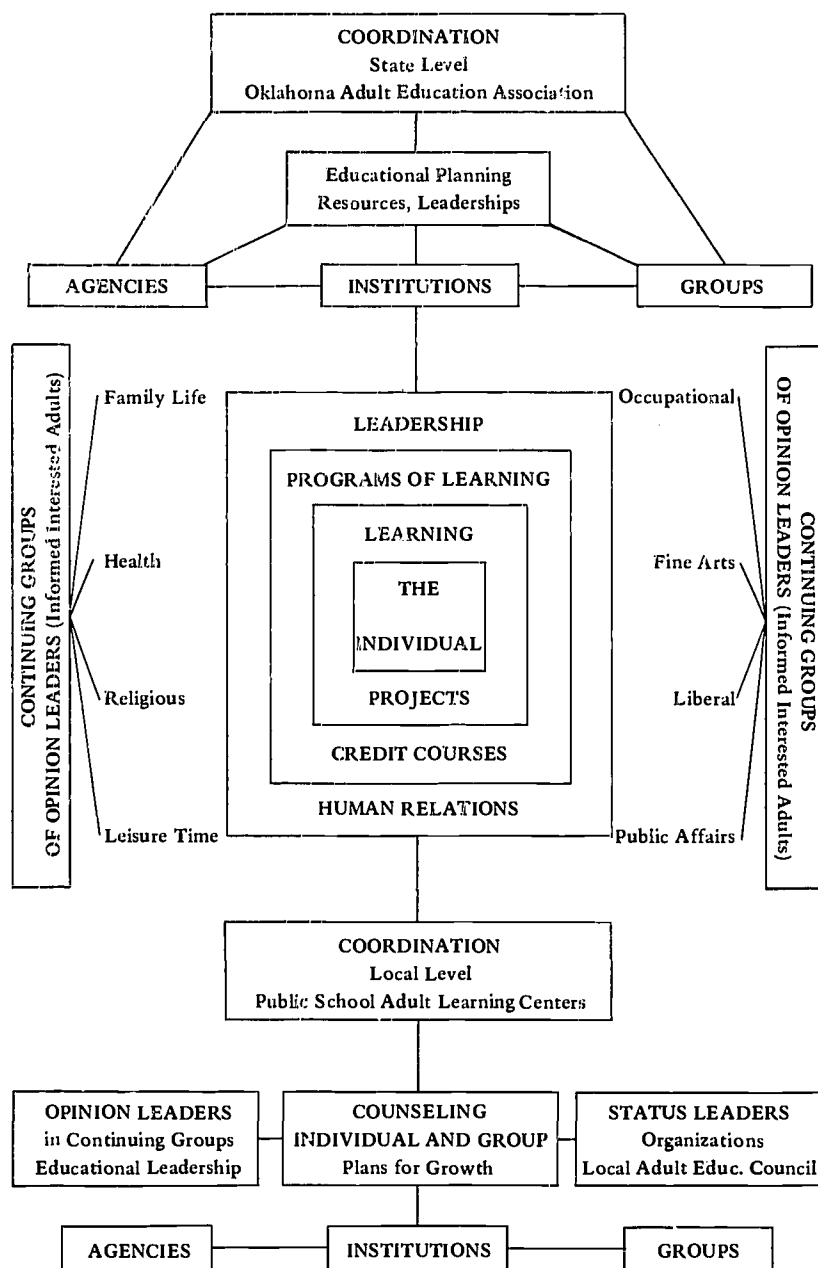 COORDINATION
State Level
Oklahoma Adult Education Association
Educational Planning
Resources, Leaderships
AGENCIES
INSTITUTIONS
GROUPS
CONTINUING GROUPS
OF OPINION LEADERS (Informed interested Adults)
Family Life
Health
Religious
Leisure Time
LEADERSHIP
PROGRAMS OF LEARNING
LEARNING
THE
INDIVIDUAL
PROJECTS
CREDIT COURSES
HUMAN RELATIONS
Occupational
Fine Arts
Liberal
Public Affairs
CONTINUING GROUPS
OF OPINION LEADERS (Informed Interested Adults)
COORDINATION
Local Level
Public School Adult Learning Centers
OPINION LEADERS
in Continuing Groups
Educational Leadership
COUNSELING
INDIVIDUAL AND GROUP
Plans for Growth
STATUS LEADERS
Organizations
Local Adult Educ. Council
AGENCIES
INSTITUTIONS
GROUPS